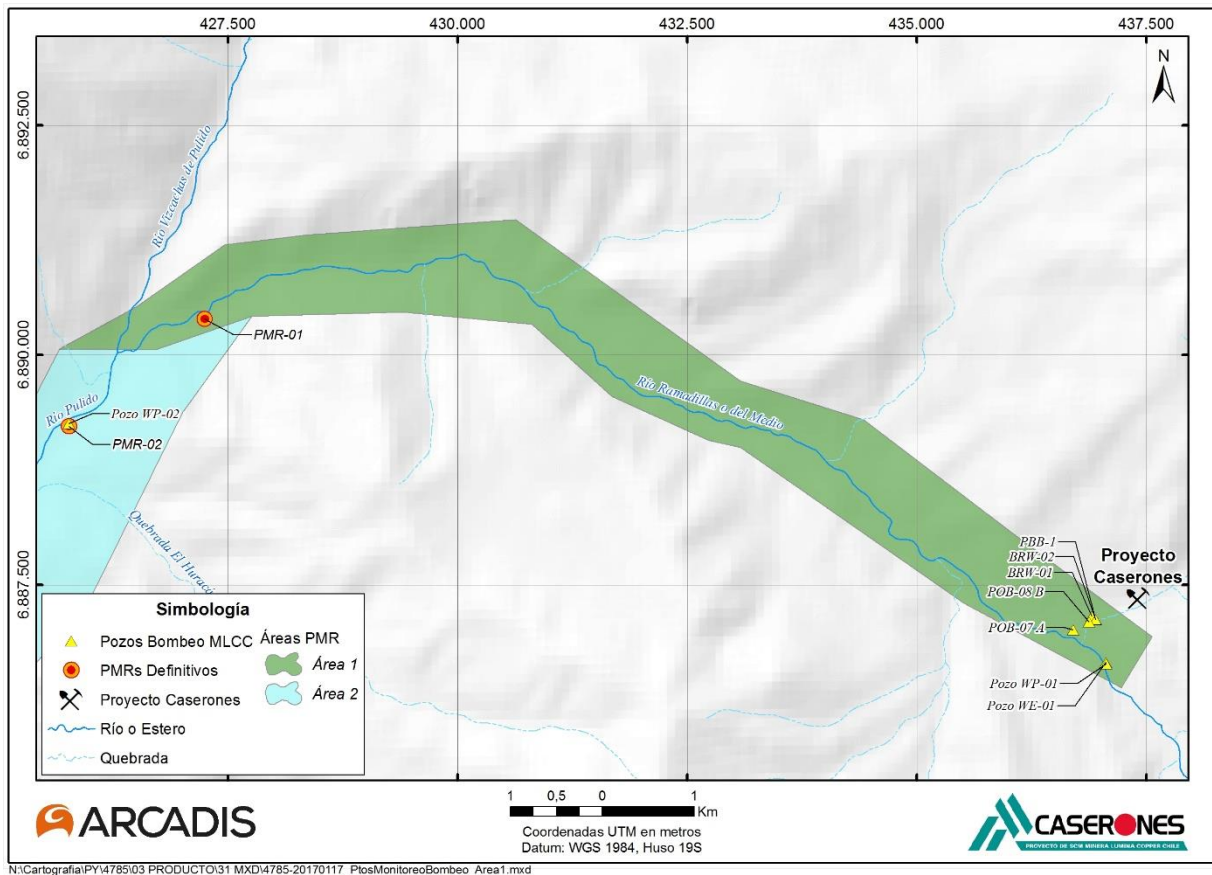 427.500
430.000
432.500
435.000
437.500
N
6.892.500
6.890.000
6.887.500
Río Vizcachas de Pulido
PMR-01
Río Pulido
Pozo WP-02
PMR-02
Río Ramadillas o del Medio
Quebrada El Huracá
PBB-1
BRW-02
BRW-01
POB-08 B
POB-07 A
Proyecto
Caserones
Pozo WP-01
Pozo WE-01
Simbología
Pozos Bombeo MLCC
PMRs Definitivos
Proyecto Caserones
Río o Estero
Quebrada
Áreas PMR
Área 1
Área 2
ARCADIS
1 0,5 0 1
Km
Coordenadas UTM en metros
Datum: WGS 1984, Huso 19S
CASERONES
PROYECTO DE SCM MINERA LUMINA COPPER CHILE
N:\Cartografia\PY\4785\03 PRODUCTO\31 MXD\4785-20170117_PtosMonitoreoBombeo_Area1.mxd